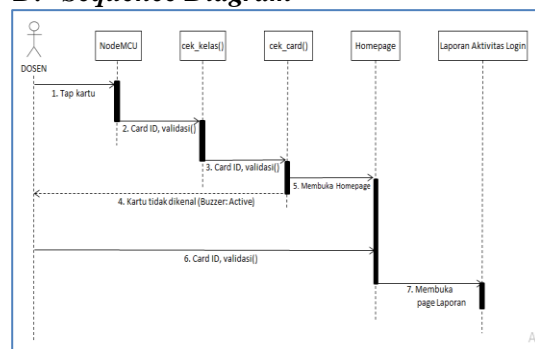 D. Sequence Diagram
NodeMCU
cek_kelas()
cek_card()
Homepage
Laporan Aktivitas Login
DOSEN
1. Tap kartu
2. Card ID, validasi()
3. Card ID, validasi()
5. Membuka Homepage
4. Kartu tidak dikenal (Buzzer: Active)
6. Card ID, validasi()
7. Membuka
page Laporan
A